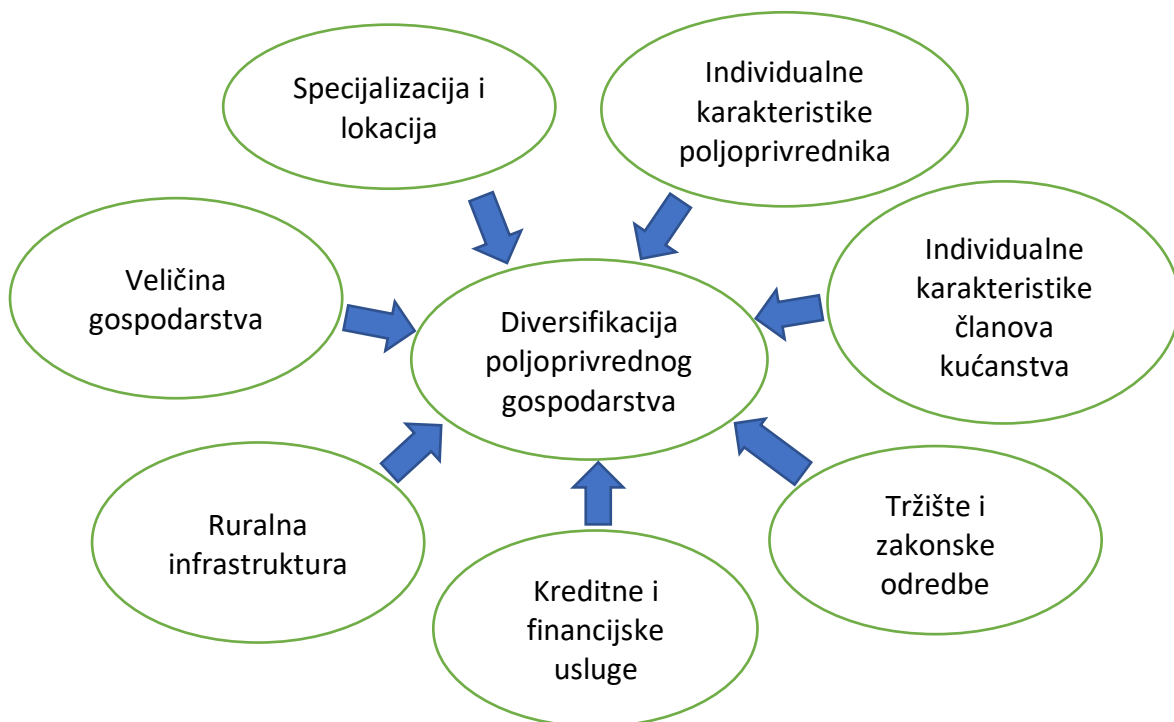 Specijalizacija i
lokacija
Individualne
karakteristike
poljoprivrednika
Veličina
gospodarstva
Individualne
karakteristike
članova
kućanstva
Diversifikacija
poljoprivrednog
gospodarstva
Ruralna
infrastruktura
Kreditne i
financijske
usluge
Tržište i
zakonske
odredbe